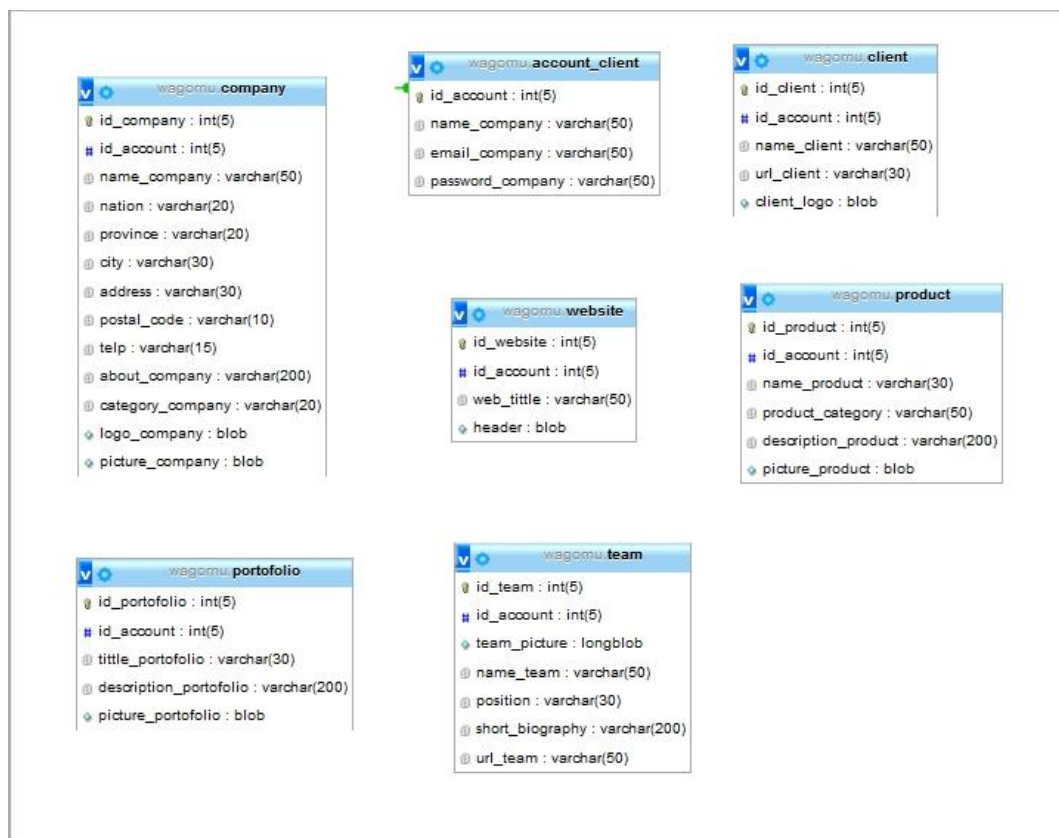 wagomu.company
id_company : int(5)
id_account : int(5)
name_company : varchar(50)
nation : varchar(20)
province : varchar(20)
city : varchar(30)
address : varchar(30)
postal_code : varchar(10)
telp : varchar(15)
about_company : varchar(200)
category_company : varchar(20)
logo_company : blob
picture_company : blob
wagomu.account_client
id_account : int(5)
name_company : varchar(50)
email_company : varchar(50)
password_company : varchar(50)
wagomu.client
id_client : int(5)
id_account : int(5)
name_client : varchar(50)
url_client : varchar(30)
client_logo : blob
wagomu.website
id_website : int(5)
id_account : int(5)
web_tittle : varchar(50)
header : blob
wagomu.product
id_product : int(5)
id_account : int(5)
name_product : varchar(30)
product_category : varchar(50)
description_product : varchar(200)
picture_product : blob
wagomu.portofolio
id_portofolio : int(5)
id_account : int(5)
tittle_portofolio : varchar(30)
description_portofolio : varchar(200)
picture_portofolio : blob
wagomu.team
id_team : int(5)
id_account : int(5)
team_picture : longblob
name_team : varchar(50)
position : varchar(30)
short_biography : varchar(200)
url_team : varchar(50)